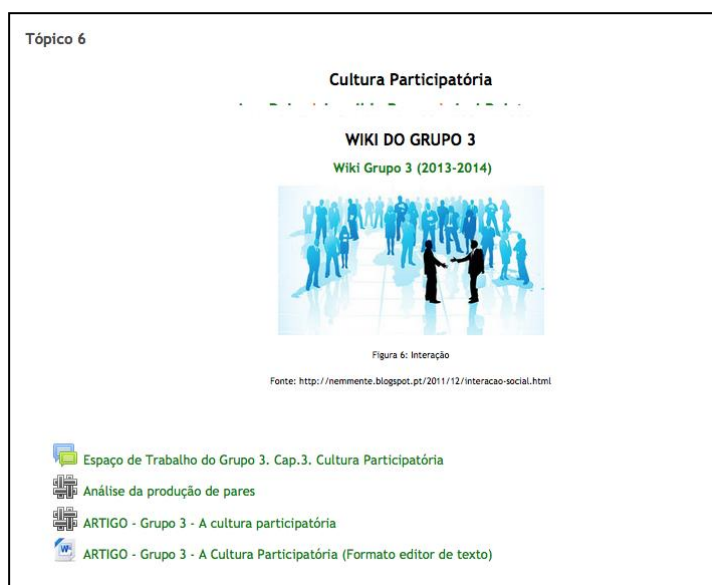 Tópico 6
Cultura Participatória
WIKI DO GRUPO 3
Wiki Grupo 3 (2013-2014)
Figura 6: Interação
Fonte: http://nemmente.blogspot.pt/2011/12/interacao-social.html
Espaço de Trabalho do Grupo 3. Cap.3. Cultura Participatória
Análise da produção de pares
ARTIGO - Grupo 3 - A cultura participatória
ARTIGO - Grupo 3 - A Cultura Participatória (Formato editor de texto)